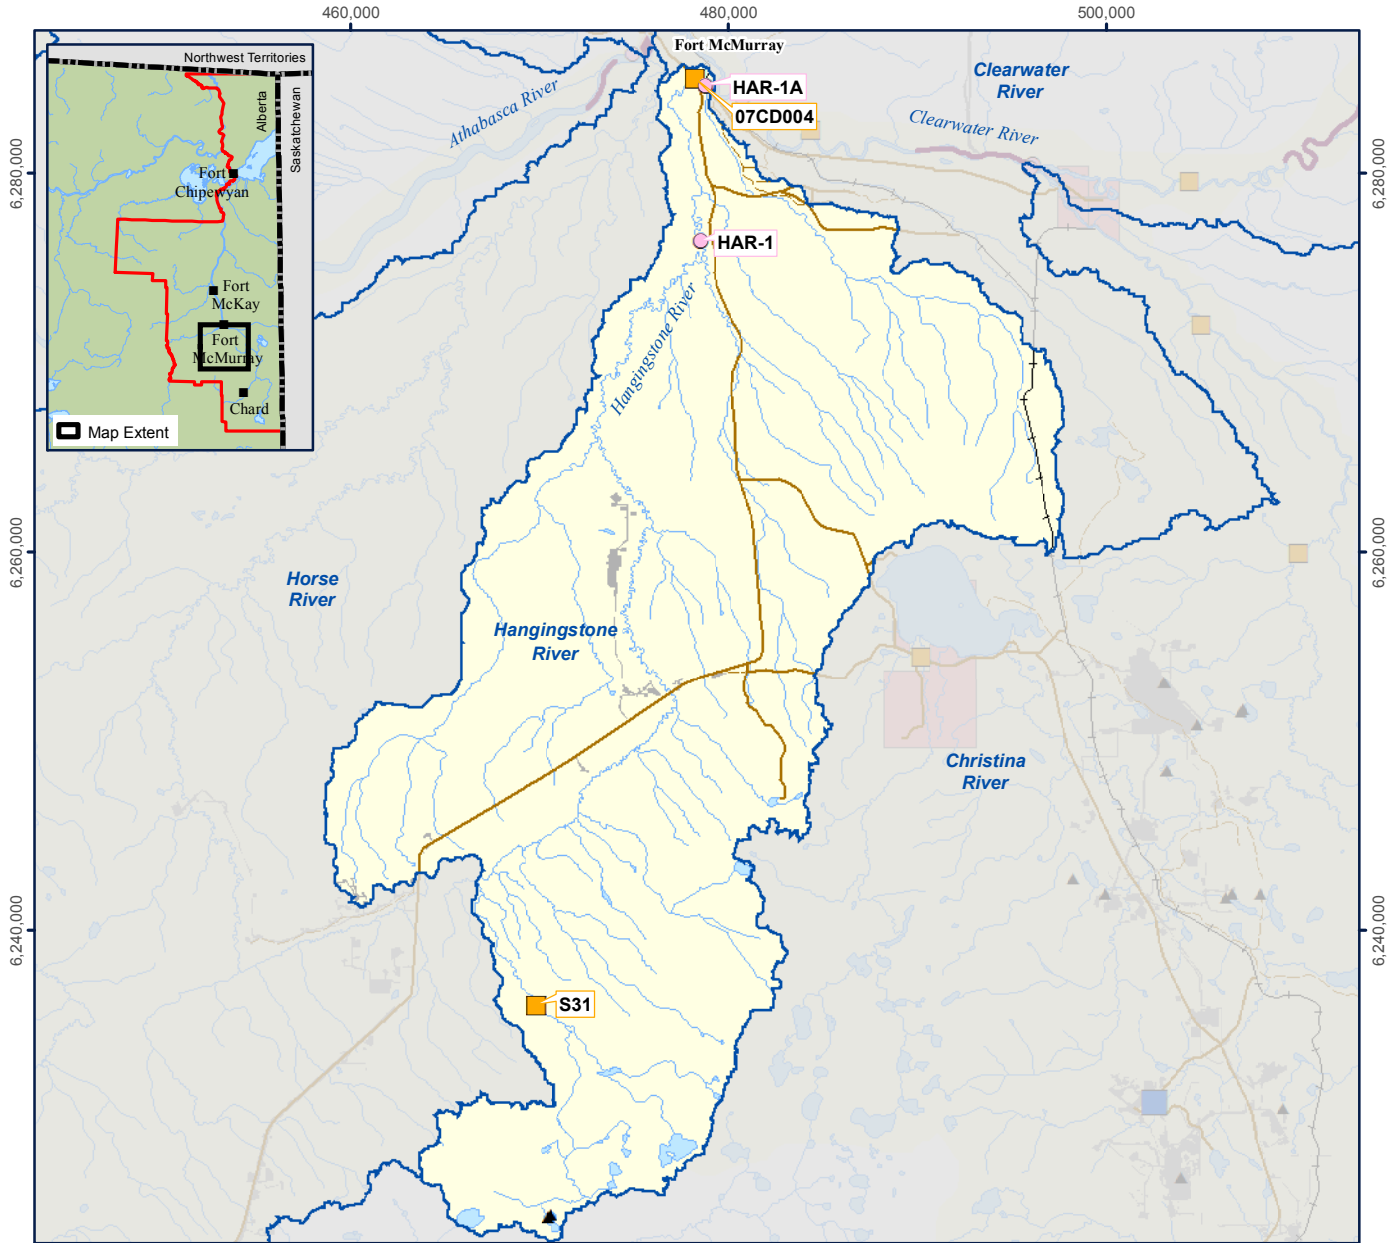 460,000
480,000
500,000
Fort McMurray
Northwest Territories
Alberta
Saskatchewan
Fort
Chipewyan
Fort
McKay
Fort
McMurray
Chard
Map Extent
Athabasca River
HAR-1A
07CD004
Clearwater
River
Clearwater River
6,280,000
6,280,000
HAR-1
Hangingstone River
6,260,000
6,260,000
Horse
River
Hangingstone
River
Christina
River
6,240,000
6,240,000
S31